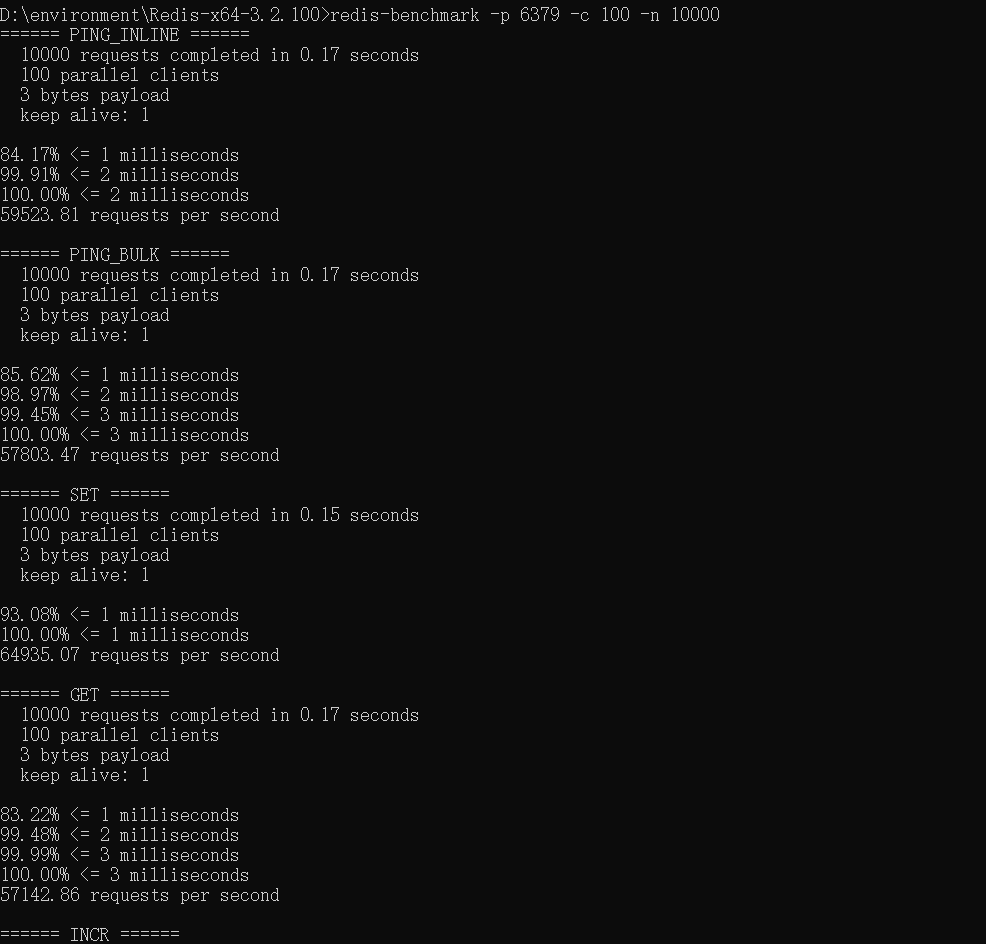 D:\environment\Redis-x64-3.2.100>redis-benchmark -p 6379 -c 100 -n 10000
====== PING_INLINE ======
  10000 requests completed in 0.17 seconds
  100 parallel clients
  3 bytes payload
  keep alive: 1

84.17% <= 1 milliseconds
99.91% <= 2 milliseconds
100.00% <= 2 milliseconds
59523.81 requests per second

====== PING_BULK ======
  10000 requests completed in 0.17 seconds
  100 parallel clients
  3 bytes payload
  keep alive: 1

85.62% <= 1 milliseconds
98.97% <= 2 milliseconds
99.45% <= 3 milliseconds
100.00% <= 3 milliseconds
57803.47 requests per second

====== SET ======
  10000 requests completed in 0.15 seconds
  100 parallel clients
  3 bytes payload
  keep alive: 1

93.08% <= 1 milliseconds
100.00% <= 1 milliseconds
64935.07 requests per second

====== GET ======
  10000 requests completed in 0.17 seconds
  100 parallel clients
  3 bytes payload
  keep alive: 1

83.22% <= 1 milliseconds
99.48% <= 2 milliseconds
99.99% <= 3 milliseconds
100.00% <= 3 milliseconds
57142.86 requests per second

====== INCR ======